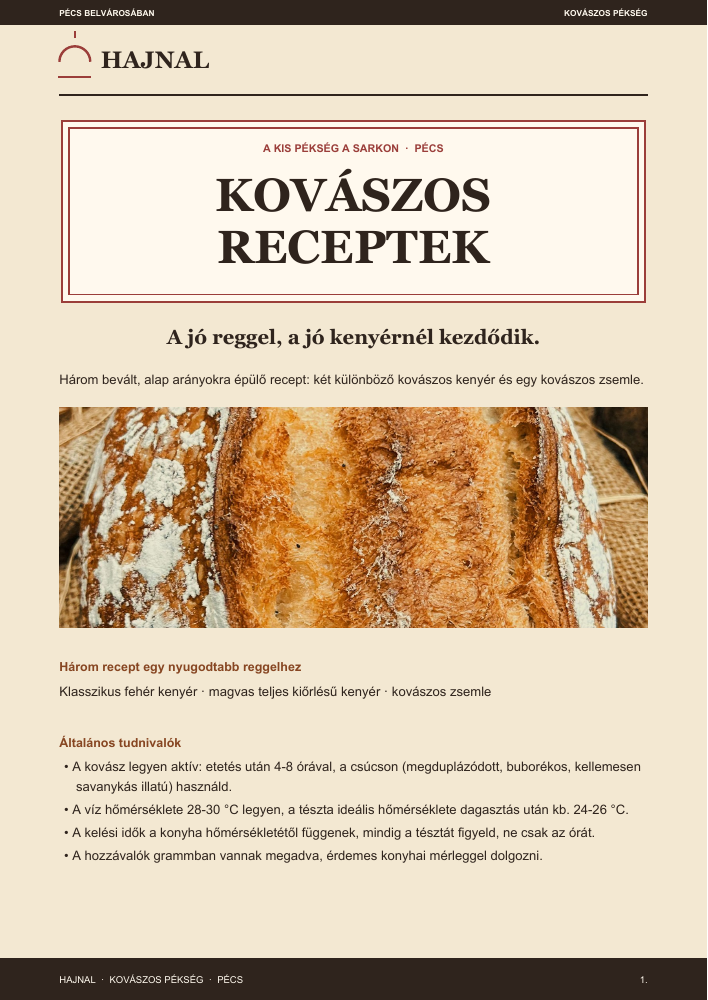 PÉCS BELVÁROSÁBAN
KOVÁSZOS PÉKSÉG
HAJNAL
A KIS PÉKSÉG A SARKON · PÉCS
KOVÁSZOS
RECEPTEK
A jó reggel, a jó kenyérnél kezdődik.
Három bevált, alap arányokra épülő recept: két különböző kovászos kenyér és egy kovászos zsemle.
Három recept egy nyugodtabb reggelhez
Klasszikus fehér kenyér · magvas teljes kiőrlésű kenyér · kovászos zsemle
Általános tudnivalók
• A kovász legyen aktív: etetés után 4-8 órával, a csúcson (megduplázódott, buborékos, kellemesen
savanykás illatú) használd.
• A víz hőmérséklete 28-30 °C legyen, a tészta ideális hőmérséklete dagasztás után kb. 24-26 °C.
• A kelési idők a konyha hőmérsékletétől függenek, mindig a tésztát figyeld, ne csak az órát.
• A hozzávalók grammban vannak megadva, érdemes konyhai mérleggel dolgozni.
HAJNAL · KOVÁSZOS PÉKSÉG · PÉCS
1.